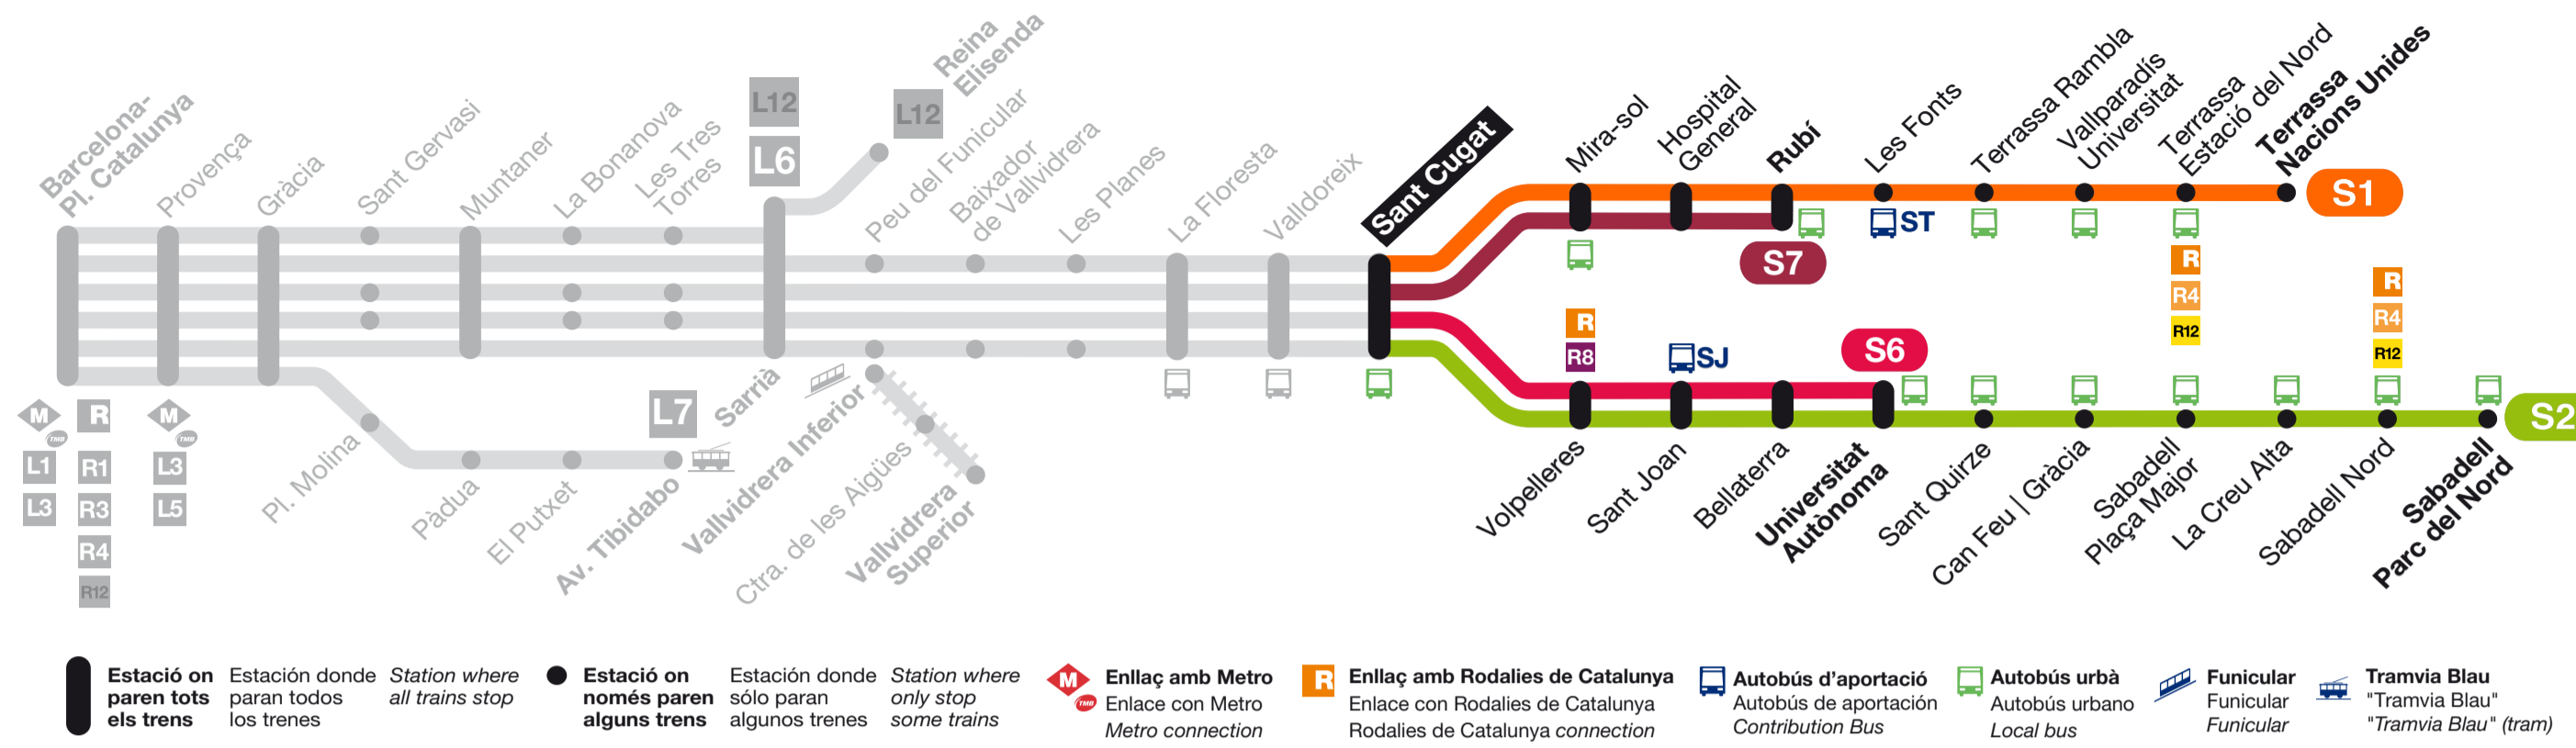 Barcelona-
Pl. Catalunya
Provença
Gràcia
Sant Gervasi
Muntaner
La Bonanova
Les Tres
Torres
L12
L6
L12
Reina
Elisenda
Peu del Funicular
Baixador
de Vallvidrera
Les Planes
La Floresta
Valldoreix
Sant Cugat
Mira-sol
Hospital
General
Rubí
Les Fonts
Terrassa Rambla
Vallparadís
Universitat
Terrassa
Estació del Nord
Terrassa
Nacions Unides
S1
ST
S7
R
R4
R12
R
R4
R12
R
R8
SJ
S6
S2
M
TMB
L1
L3
R
R1
R3
R4
R12
M
TMB
L3
L5
Pl. Molina
Pàdua
El Putxet
Av. Tibidabo
L7
Sarrià
Vallvidrera Inferior
Ctra. de les Aigües
Vallvidrera
Superior
Volpelleres
Sant Joan
Bellaterra
Universitat
Autònoma
Sant Quirze
Can Feu | Gràcia
Sabadell
Plaça Major
La Creu Alta
Sabadell Nord
Sabadell
Parc del Nord
Estació on
paren tots
els trens
Estación donde
paran todos
los trenes
Station where
all trains stop
Estació on
només paren
alguns trens
Estación donde
sólo paran
algunos trenes
Station where
only stop
some trains
M
TMB
Enllaç amb Metro
Enlace con Metro
Metro connection
R
Enllaç amb Rodalies de Catalunya
Enlace con Rodalies de Catalunya
Rodalies de Catalunya connection
Autobús d'aportació
Autobús de aportación
Contribution Bus
Autobús urbà
Autobús urbano
Local bus
Funicular
Funicular
Funicular
Tramvia Blau
"Tramvia Blau"
"Tramvia Blau" (tram)